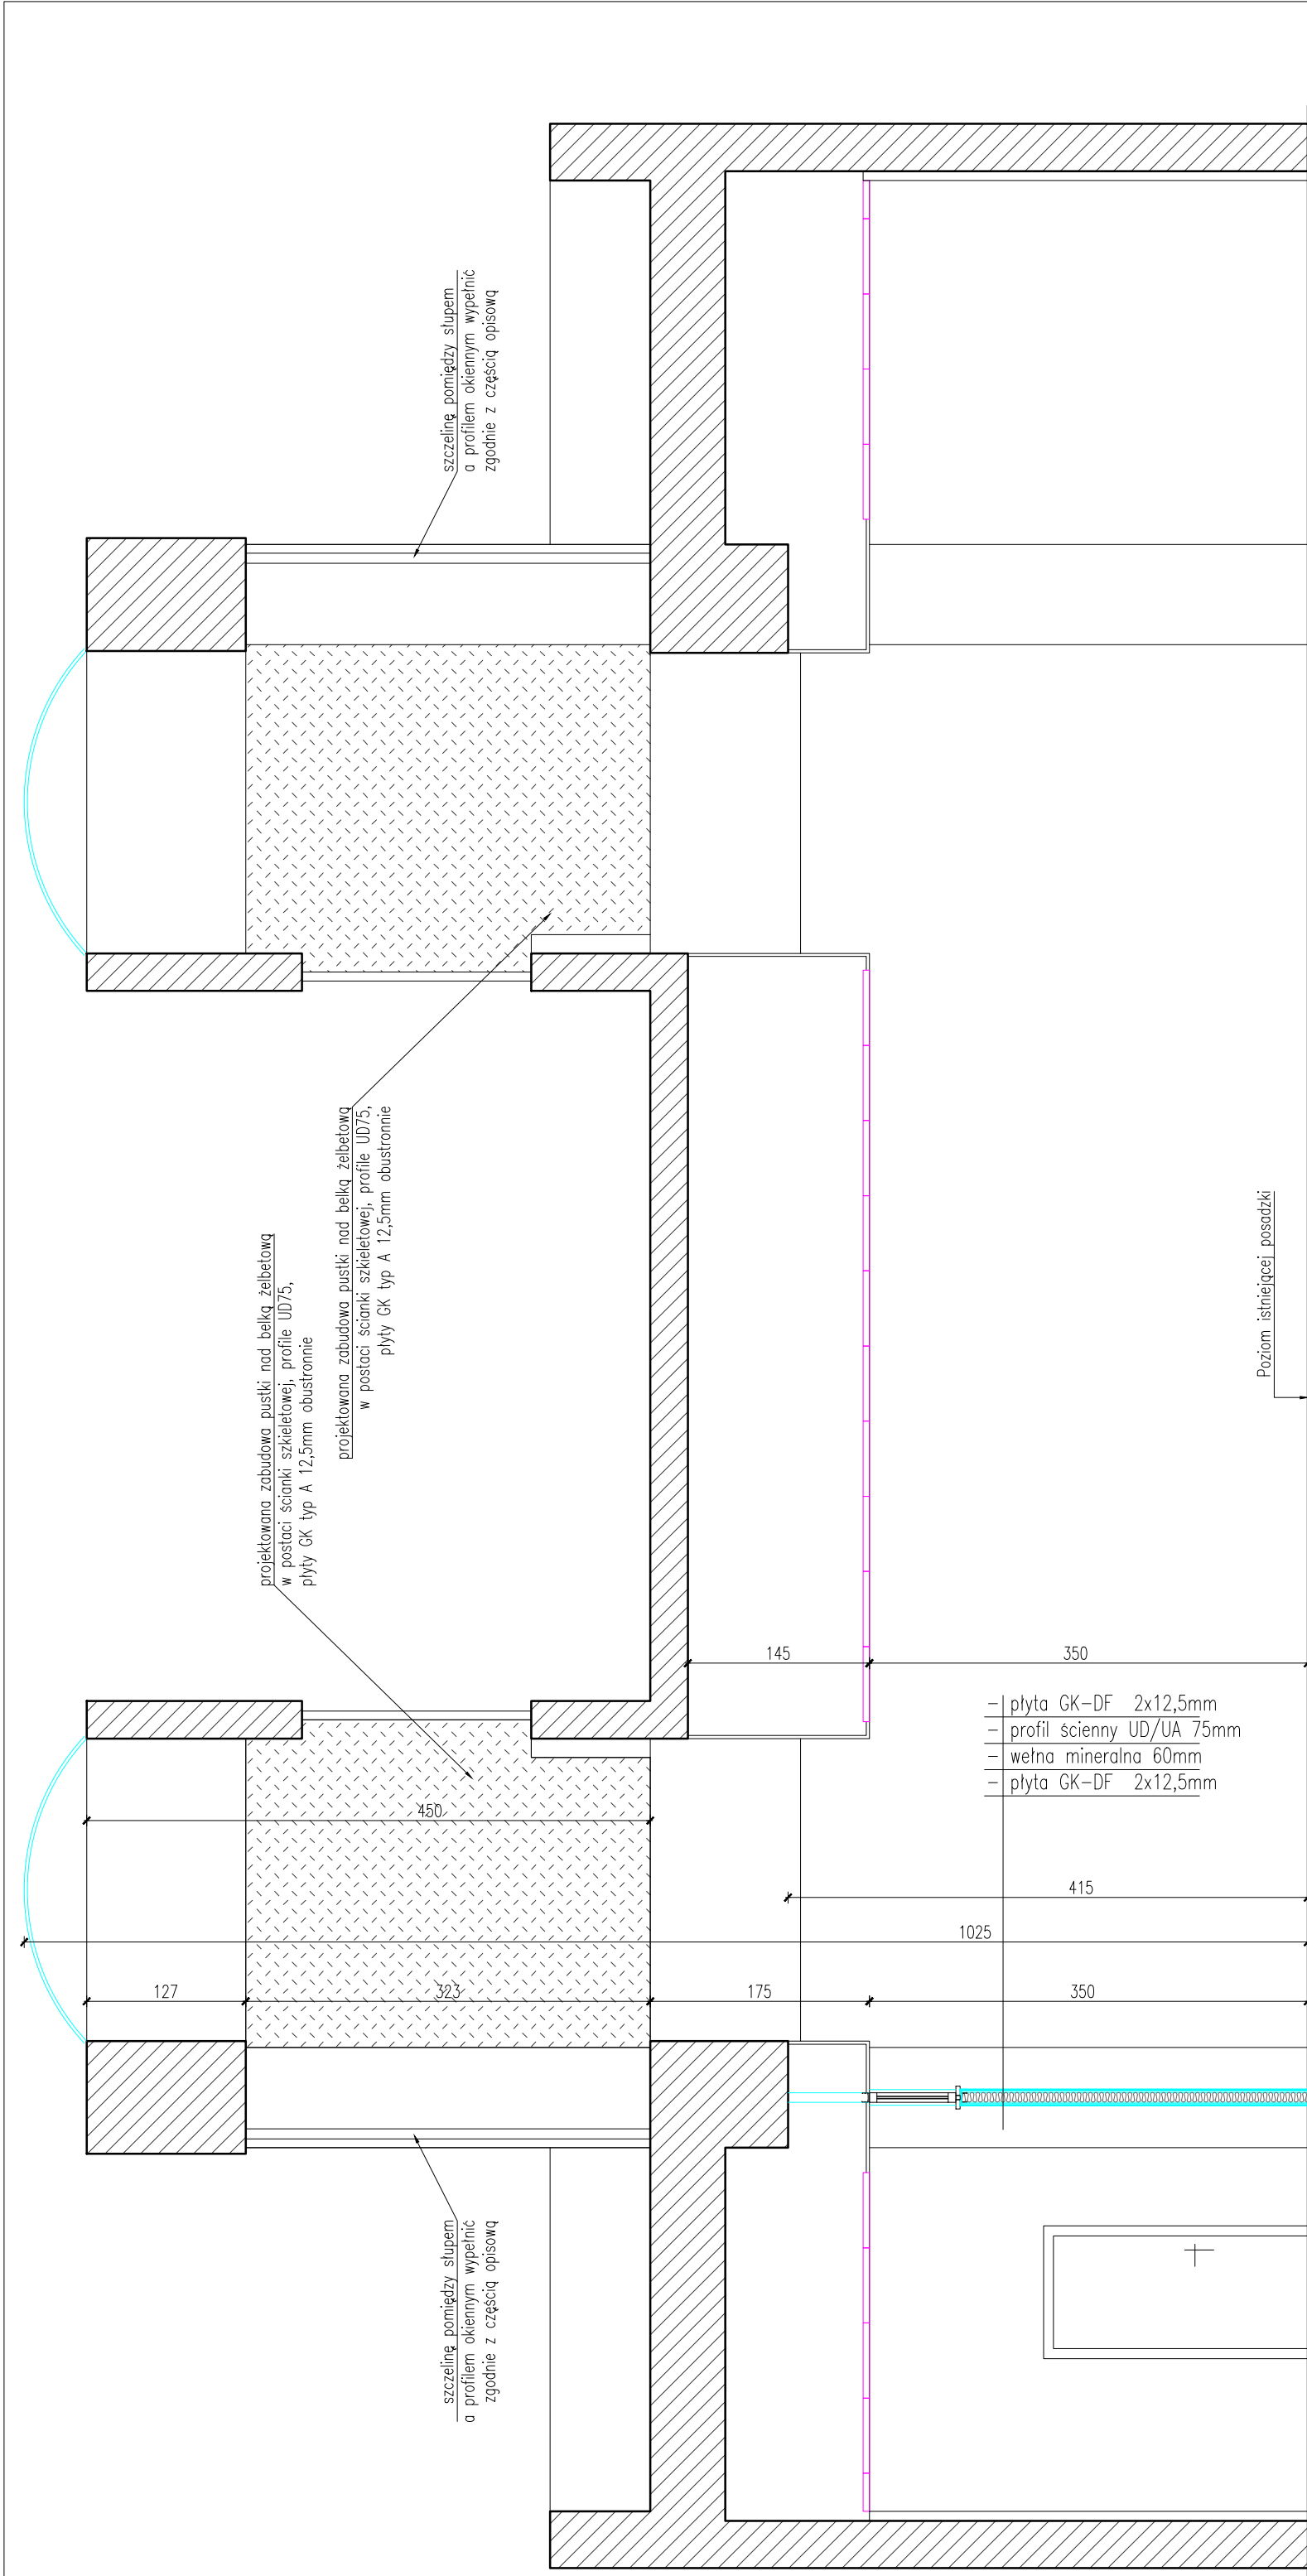 szczelinę pomiędzy słupem
a profilem okiennym wypełnić
zgodnie z częścią opisową
projektowana zabudowa pustki nad belką żelbetową
w postaci ścianki szkieletowej, profile UD75,
płyty GK typ A 12,5mm obustronnie
projektowana zabudowa pustki nad belką żelbetową
w postaci ścianki szkieletowej, profile UD75,
płyty GK typ A 12,5mm obustronnie
Poziom istniejącej posadzki
145
350
- płyta GK-DF 2x12,5mm
- profil ścienny UD/UA 75mm
- wełna mineralna 60mm
- płyta GK-DF 2x12,5mm
450
415
1025
127
323
175
350
szczelinę pomiędzy słupem
a profilem okiennym wypełnić
zgodnie z częścią opisową